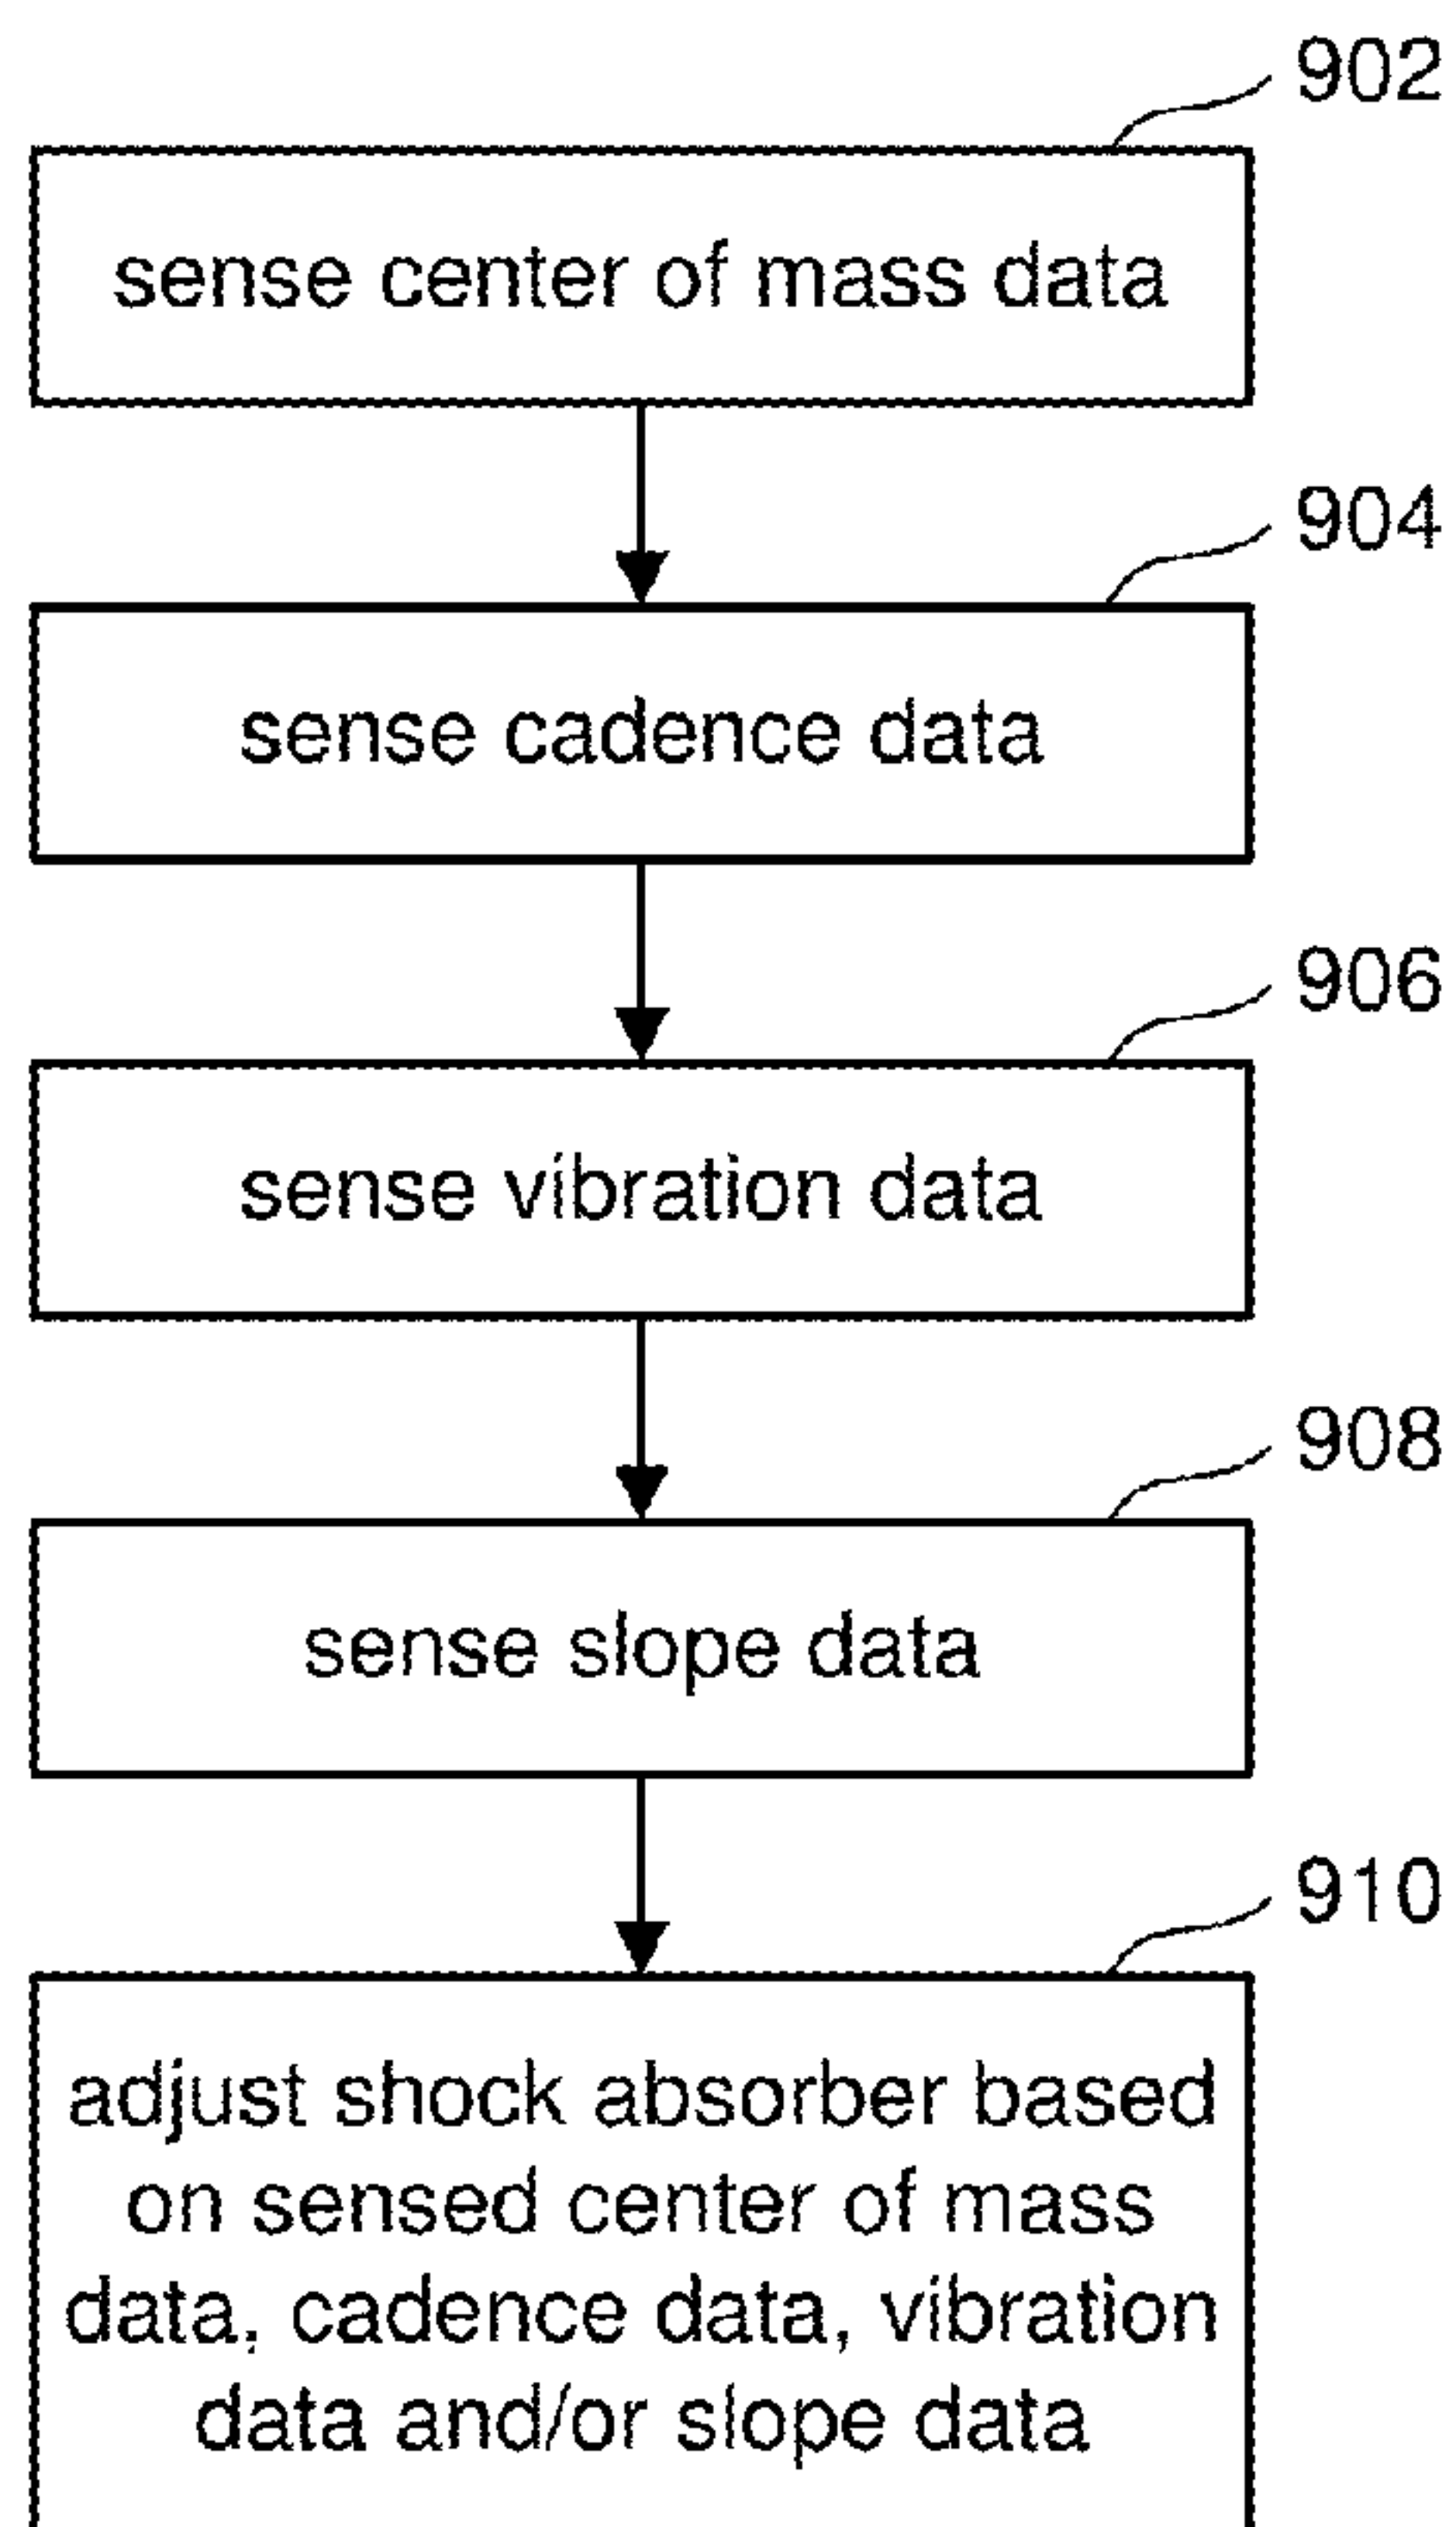 902
sense center of mass data
904
sense cadence data
906
sense vibration data
908
sense slope data
910
adjust shock absorber based
on sensed center of mass
data, cadence data, vibration
data and/or slope data